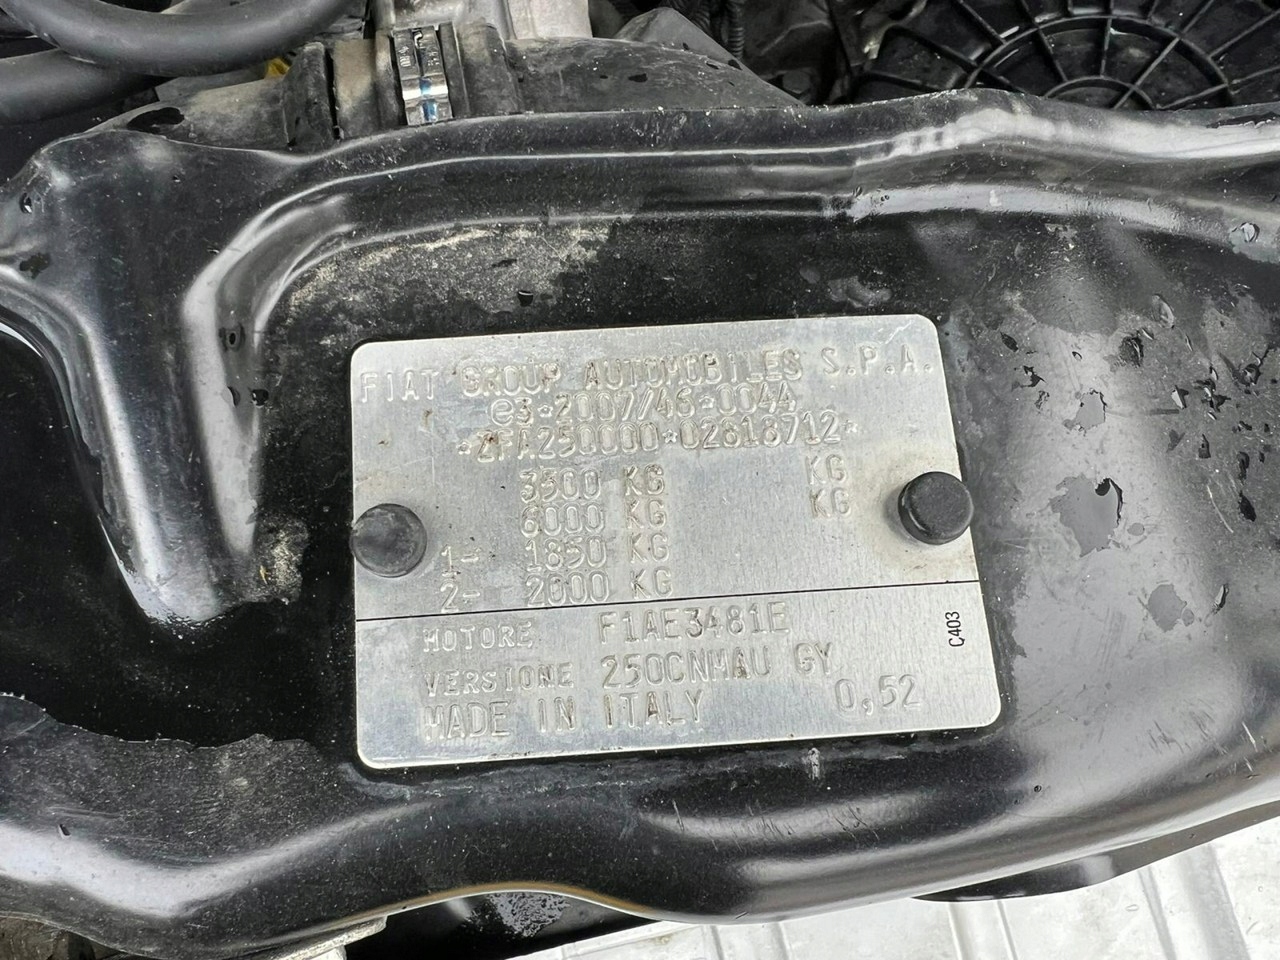 FIAT GROUP AUTOMOBILES S.P.A.
e3*2007/46*0044
*ZFA250000*02818712*
3500 KG KG
6000 KG KG
1- 1850 KG
2- 2000 KG
MOTORE F1AE3481E
VERSIONE 250CNMAU GY
MADE IN ITALY 0,52
C403